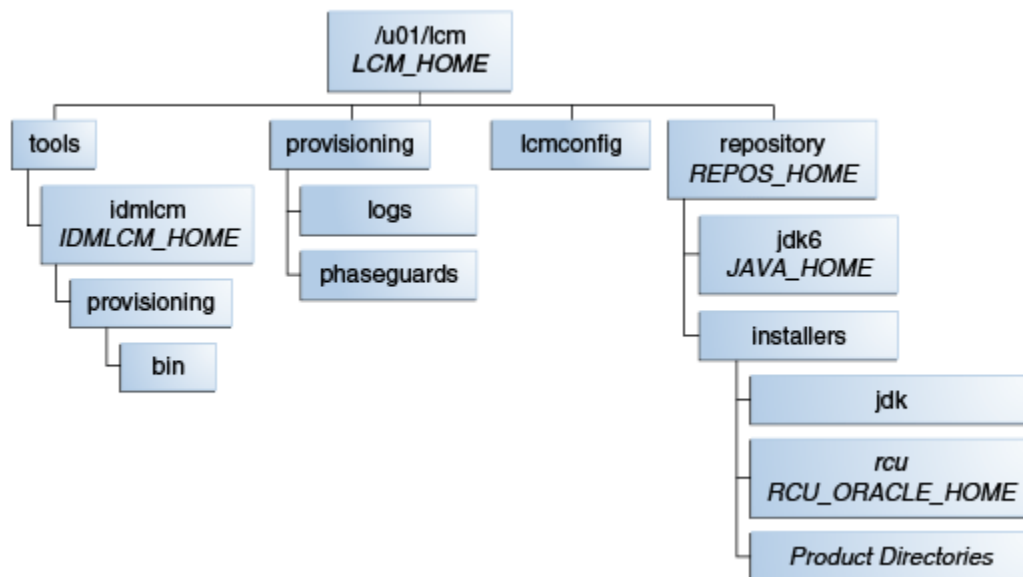 /u01/lcm
LCM_HOME
tools
provisioning
lcmconfig
repository
REPOS_HOME
idmlcm
IDMLCM_HOME
logs
jdk6
JAVA_HOME
phaseguards
provisioning
installers
bin
jdk
rcu
RCU_ORACLE_HOME
Product Directories